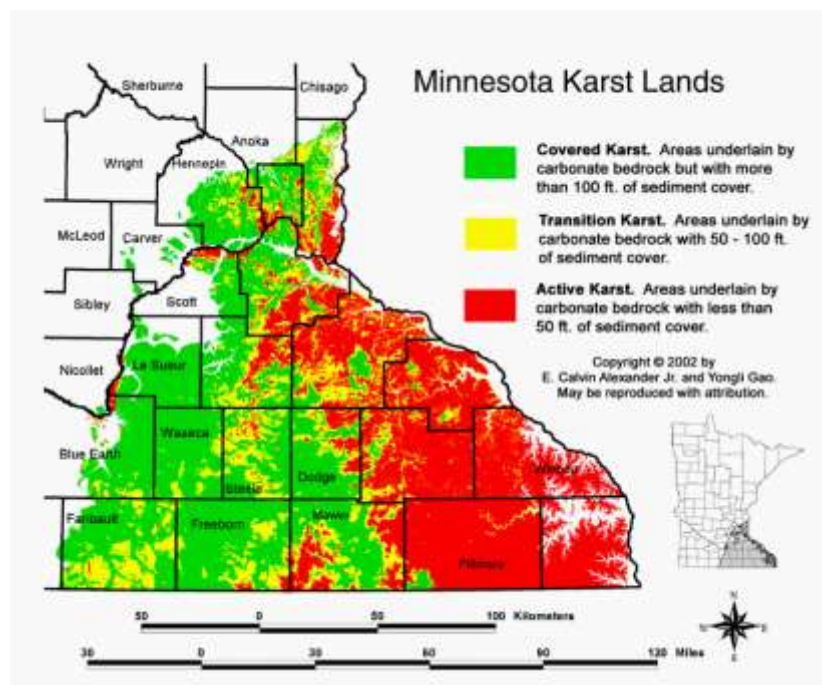 Minnesota Karst Lands
Sherburne
Chisago
Anoka
Wright
Hennepin
McLeod
Carver
Sibley
Scott
Nicollet
Le Sueur
Waseca
Blue Earth
Steele
Dodge
Winona
Faribault
Freeborn
Mower
Fillmore
Covered Karst. Areas underlain by
carbonate bedrock but with more
than 100 ft. of sediment cover.
Transition Karst. Areas underlain by
carbonate bedrock with 50 - 100 ft.
of sediment cover.
Active Karst. Areas underlain by
carbonate bedrock with less than
50 ft. of sediment cover.
Copyright © 2002 by
E. Calvin Alexander Jr. and Yongli Gao.
May be reproduced with attribution.
N
W E
S
50 0 50 100 Kilometers
30 0 30 60 90 120 Miles